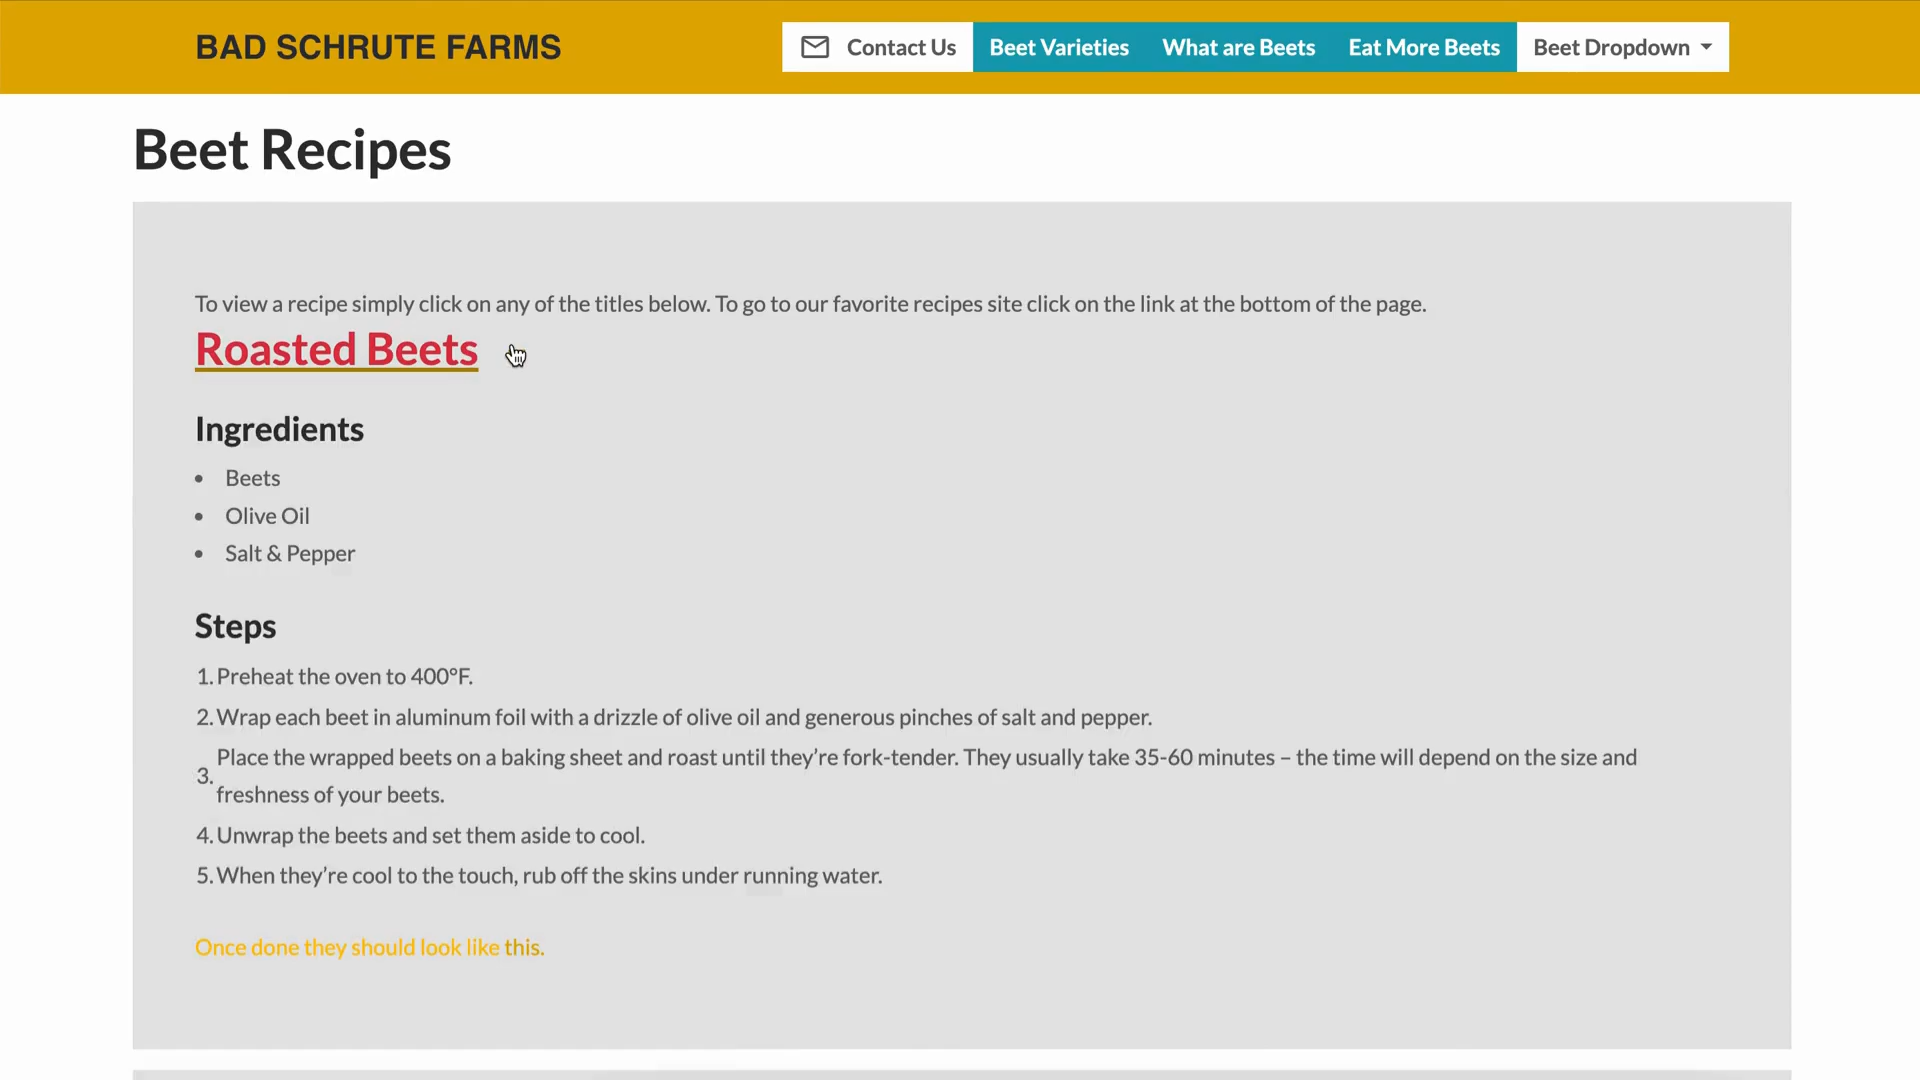 BAD SCHRUTE FARMS
Contact Us
Beet Varieties
What are Beets
Eat More Beets
Beet Dropdown
Beet Recipes
To view a recipe simply click on any of the titles below. To go to our favorite recipes site click on the link at the bottom of the page.
Roasted Beets
Ingredients
• Beets
• Olive Oil
• Salt & Pepper
Steps
1. Preheat the oven to 400°F.
2. Wrap each beet in aluminum foil with a drizzle of olive oil and generous pinches of salt and pepper.
3. Place the wrapped beets on a baking sheet and roast until they’re fork-tender. They usually take 35-60 minutes – the time will depend on the size and
freshness of your beets.
4. Unwrap the beets and set them aside to cool.
5. When they’re cool to the touch, rub off the skins under running water.
Once done they should look like this.